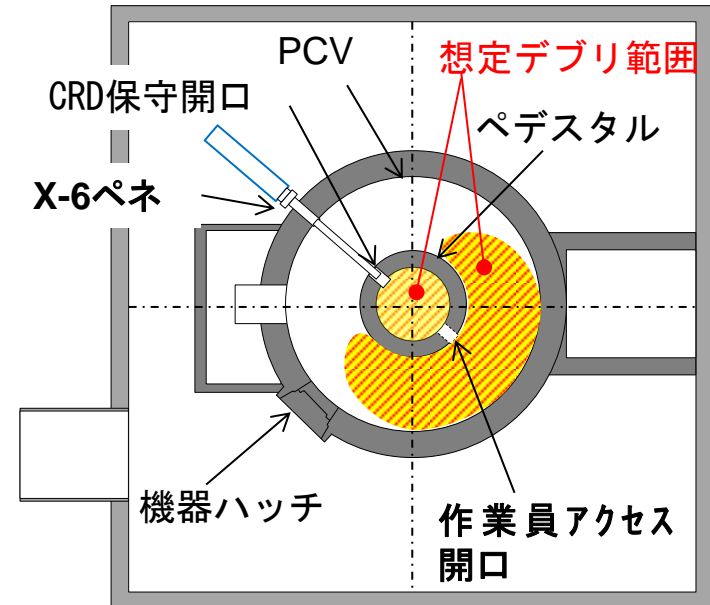 PCV
想定デブリ範囲
CRD保守開口
ペデスタル
X-6ペネ
機器ハッチ
作業員アクセス
開口